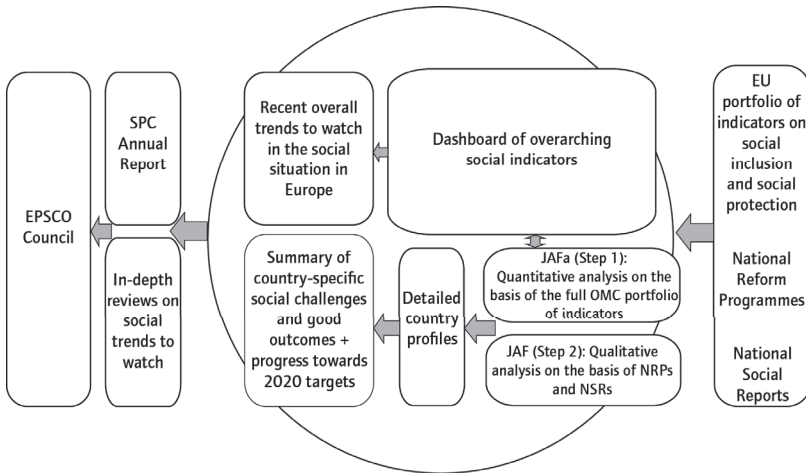 EPSCO
Council
SPC
Annual
Report
In-depth
reviews on
social
trends to
watch
Recent overall
trends to watch
in the social
situation in
Europe
Summary of
country-specific
social challenges
and good
outcomes +
progress towards
2020 targets
Dashboard of overarching
social indicators
Detailed
country
profiles
JAFa (Step 1):
Quantitative analysis on the
basis of the full OMC portfolio
of indicators
JAF (Step 2): Qualitative
analysis on the basis of NRPs
and NSRs
EU
portfolio of
indicators on
social
inclusion
and social
protection
National
Reform
Programmes
National
Social
Reports